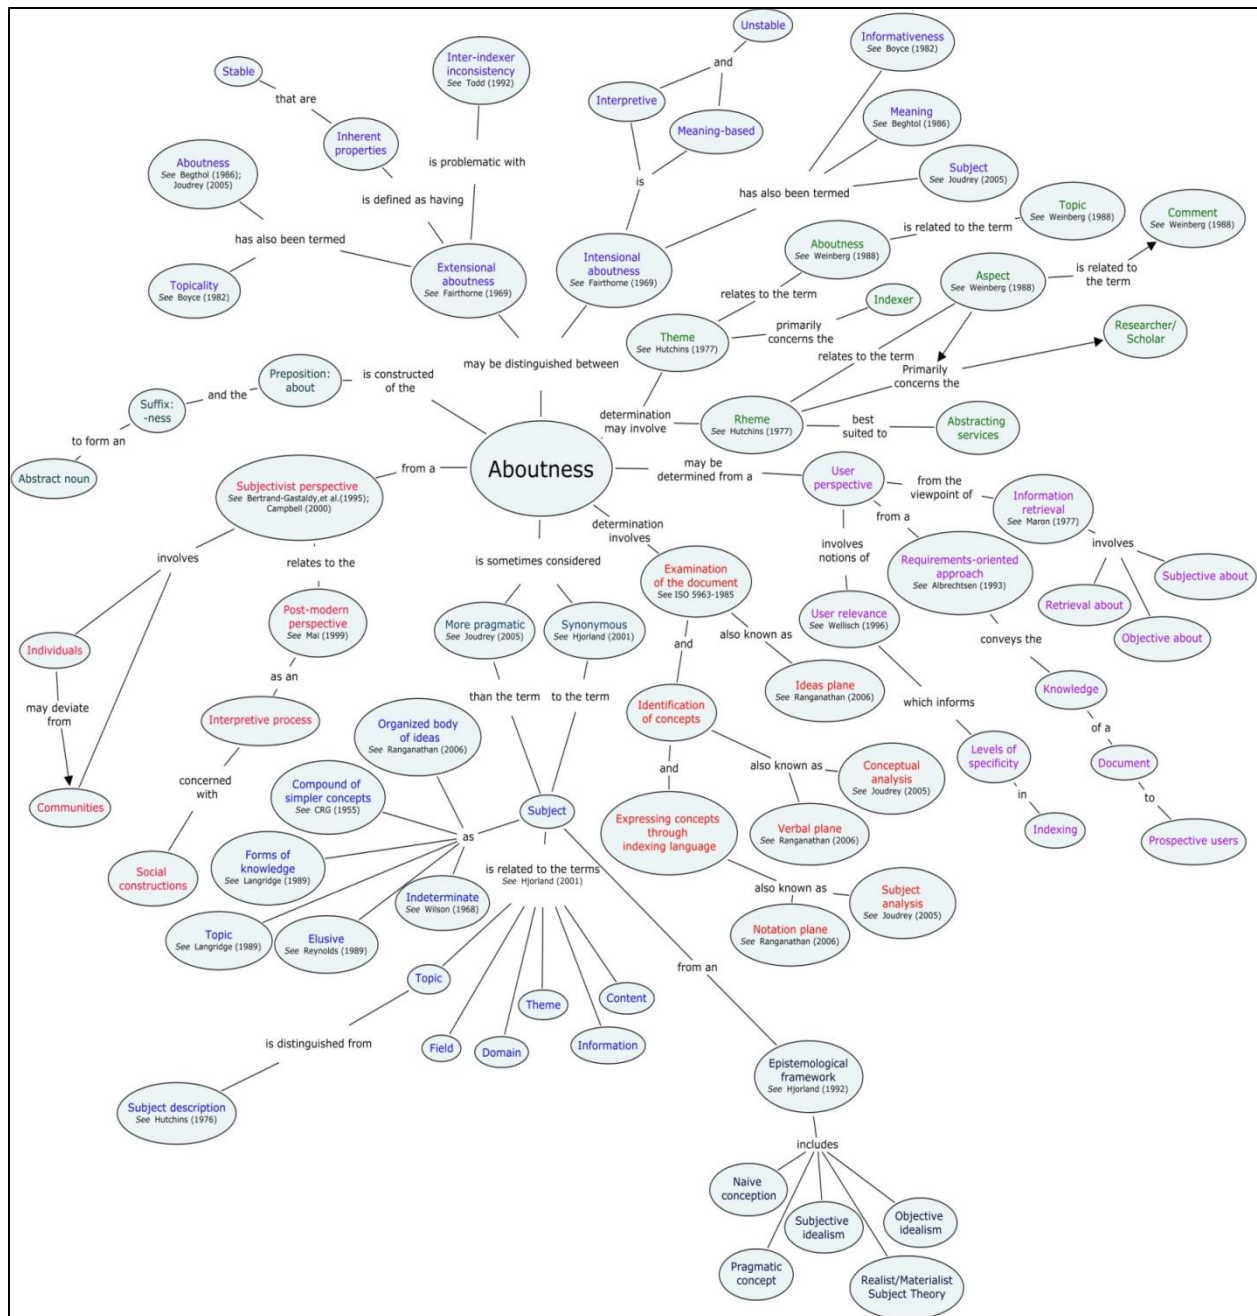 Unstable
Informativeness
See Boyce (1982)
Inter-indexer
inconsistency
See Todd (1992)
and
Stable
that are
Interpretive
Meaning
See Beghtol (1986)
Meaning-based
Inherent
properties
Aboutness
See Begthol (1986);
Joudrey (2005)
is problematic with
is
Subject
See Joudrey (2005)
has also been termed
is defined as having
Topic
See Weinberg (1988)
Comment
See Weinberg (1988)
is related to the term
has also been termed
Aboutness
See Weinberg (1988)
Topicality
See Boyce (1982)
Extensional
aboutness
See Fairthorne (1969)
Intensional
aboutness
See Fairthorne (1969)
Aspect
See Weinberg (1988)
is related to
the term
relates to the term
Indexer
Theme
See Hutchins (1977)
primarily
concerns the
Researcher/
Scholar
relates to the term
Primarily
concerns the
may be distinguished between
Preposition:
about
is constructed
of the
and the
Suffix:
-ness
to form an
Abstract noun
determination
may involve
Rheme
See Hutchins (1977)
best
suited to
Abstracting
services
Aboutness
from a
Subjectivist perspective
See Bertrand-Gastaldy,et al.(1995);
Campbell (2000)
may be
determined from a
User
perspective
from the
viewpoint of
Information
retrieval
See Maron (1977)
from a
involves
determination
involves
is sometimes considered
involves
notions of
Requirements-oriented
approach
See Albrechtsen (1993)
Subjective about
Retrieval about
Objective about
involves
relates to the
Examination
of the document
See ISO 5963-1985
Post-modern
perspective
See Mai (1999)
More pragmatic
See Joudrey (2005)
Synonymous
See Hjorland (2001)
User relevance
See Wellisch (1996)
also known as
conveys the
Individuals
and
as an
Ideas plane
See Ranganathan (2006)
Knowledge
may deviate
from
than the term
to the term
Identification
of concepts
which informs
of a
Interpretive process
Organized body
of ideas
See Ranganathan (2006)
Levels of
specificity
Document
concerned
with
Compound of
simpler concepts
See CRG (1955)
and
also known as
Conceptual
analysis
See Joudrey (2005)
in
to
Communities
Subject
as
Expressing concepts
through
indexing language
Verbal plane
See Ranganathan (2006)
Indexing
Prospective users
Social
constructions
Forms of
knowledge
See Langridge (1989)
is related to the terms
See Hjorland (2001)
Indeterminate
See Wilson (1968)
also known as
Subject
analysis
See Joudrey (2005)
Topic
See Langridge (1989)
Elusive
See Reynolds (1989)
Notation plane
See Ranganathan (2006)
from an
Topic
Theme
Content
is distinguished from
Field
Domain
Information
Subject description
See Hutchins (1976)
Epistemological
framework
See Hjorland (1992)
includes
Naive
conception
Subjective
idealism
Objective
idealism
Pragmatic
concept
Realist/Materialist
Subject Theory